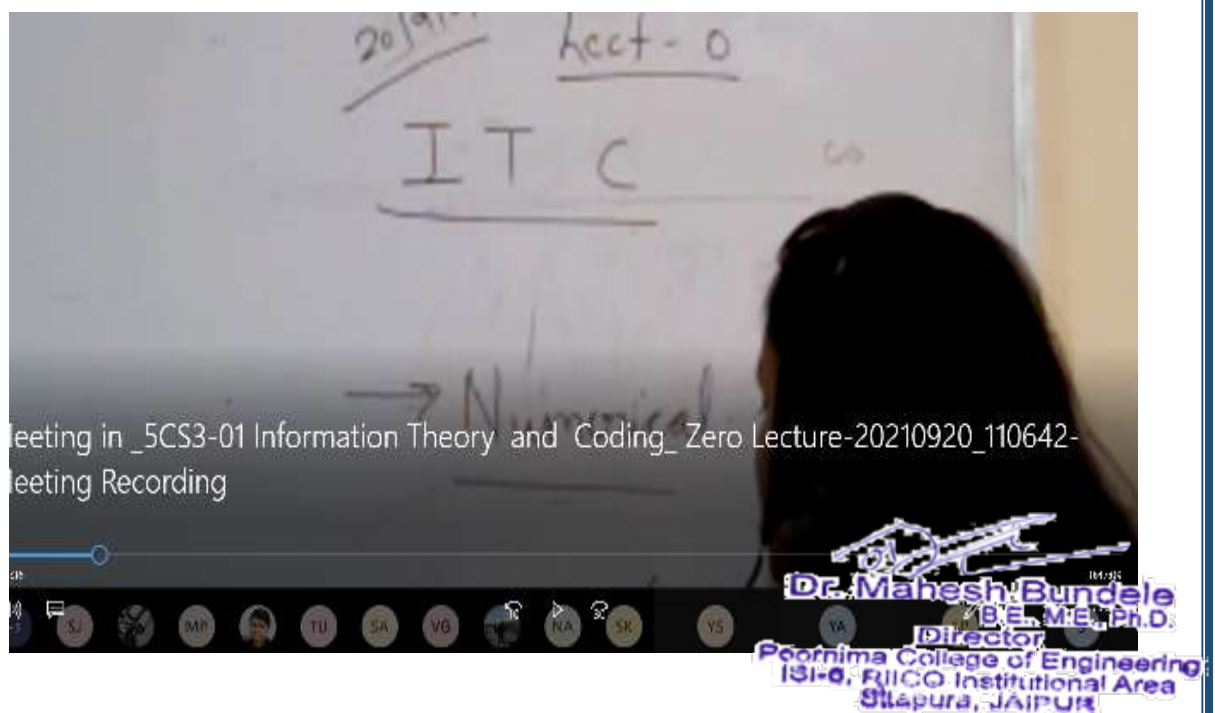 Lect - 0
I T C
→ Numerical
leeting in _5CS3-01 Information Theory and Coding_ Zero Lecture-20210920_110642-
leeting Recording
SJ MP TU SA VG NA SK YS YA
Dr. Mahesh Bundele
B.E., M.E., Ph.D.
Director
Poornima College of Engineering
ISI-6, RIICO Institutional Area
Sitapura, JAIPUR